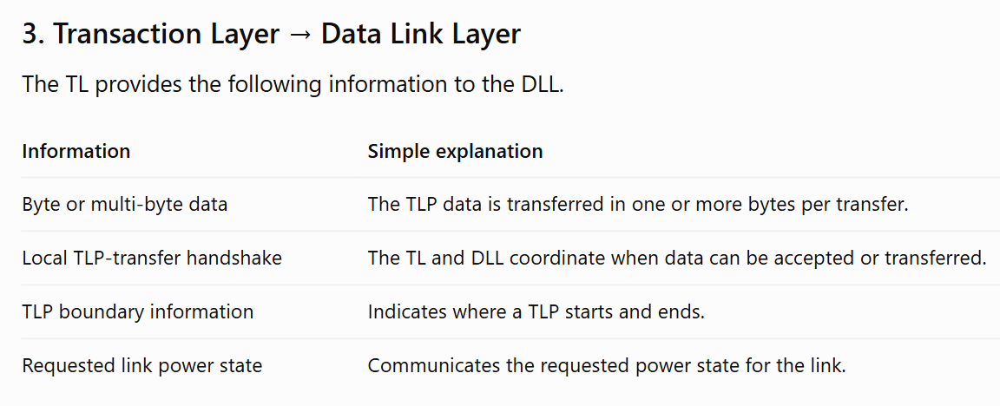 3. Transaction Layer → Data Link Layer
The TL provides the following information to the DLL.
Information Simple explanation
Byte or multi-byte data The TLP data is transferred in one or more bytes per transfer.
Local TLP-transfer handshake The TL and DLL coordinate when data can be accepted or transferred.
TLP boundary information Indicates where a TLP starts and ends.
Requested link power state Communicates the requested power state for the link.